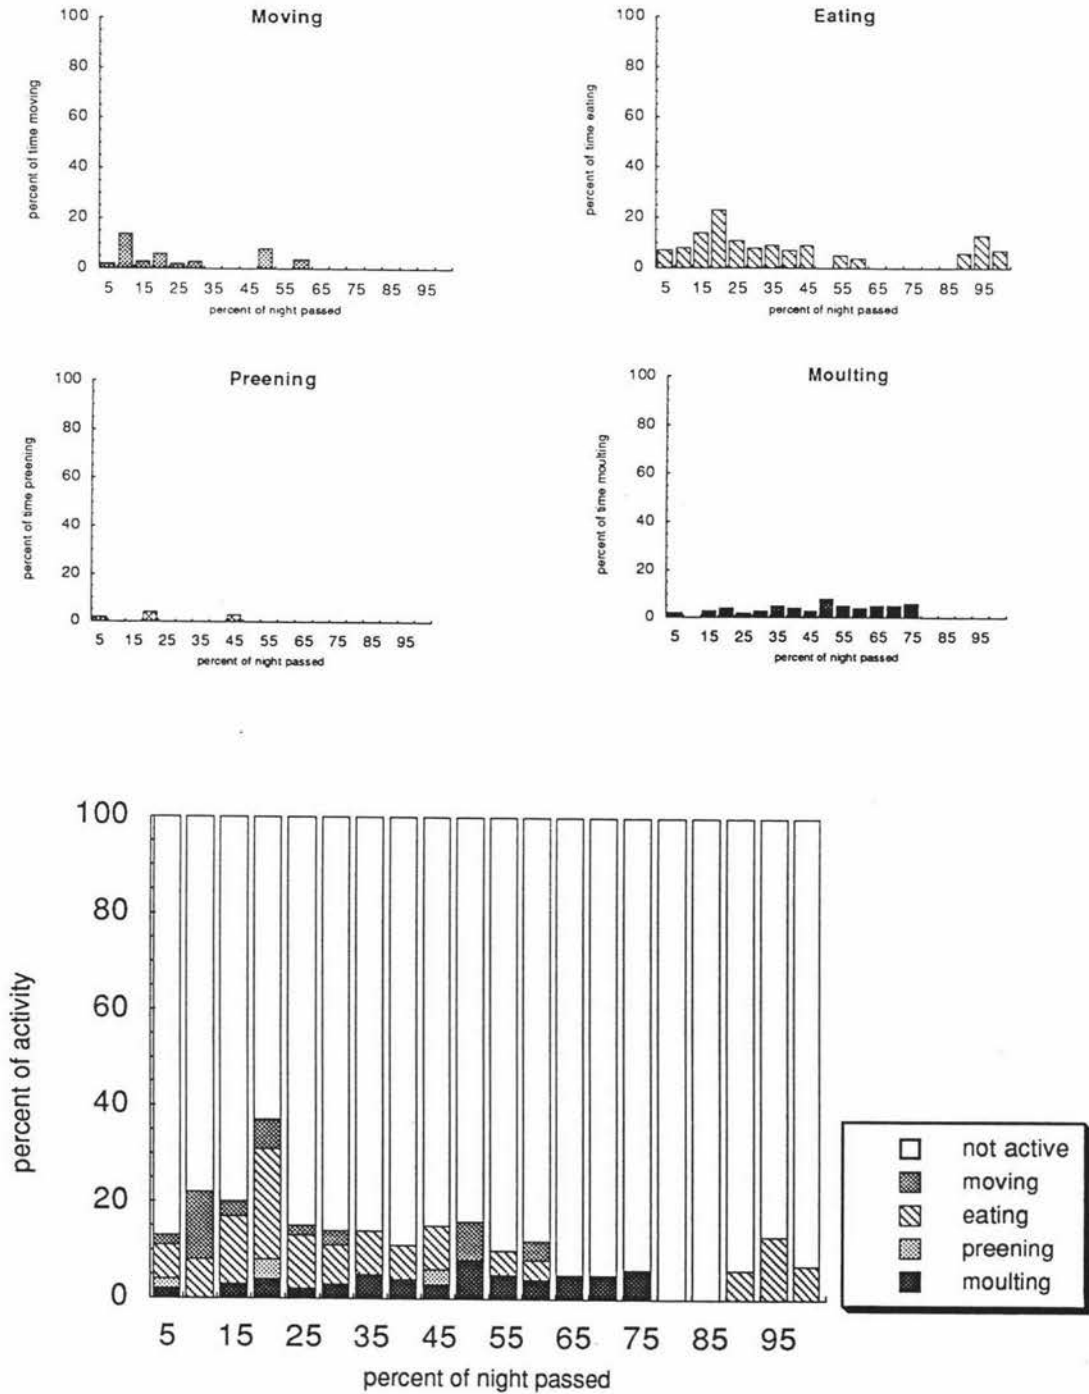 Moving
percent of time moving
100
80
60
40
20
0
5 15 25 35 45 55 65 75 85 95
percent of night passed
Eating
percent of time eating
100
80
60
40
20
0
5 15 25 35 45 55 65 75 85 95
percent of night passed
Preening
percent of time preening
100
80
60
40
20
0
5 15 25 35 45 55 65 75 85 95
percent of night passed
Moulting
percent of time moulting
100
80
60
40
20
0
5 15 25 35 45 55 65 75 85 95
percent of night passed
percent of activity
100
80
60
40
20
0
5 15 25 35 45 55 65 75 85 95
percent of night passed
not active
moving
eating
preening
moulting